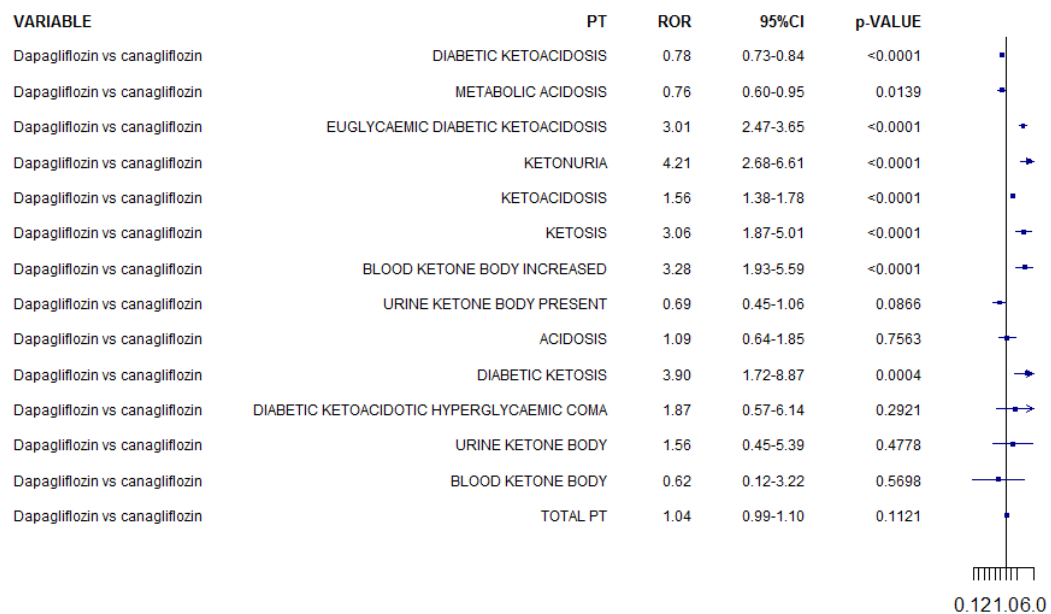 VARIABLE PT ROR 95%CI p-VALUE
Dapagliflozin vs canagliflozin DIABETIC KETOACIDOSIS 0.78 0.73-0.84 <0.0001
Dapagliflozin vs canagliflozin METABOLIC ACIDOSIS 0.76 0.60-0.95 0.0139
Dapagliflozin vs canagliflozin EUGLYCAEMIC DIABETIC KETOACIDOSIS 3.01 2.47-3.65 <0.0001
Dapagliflozin vs canagliflozin KETONURIA 4.21 2.68-6.61 <0.0001
Dapagliflozin vs canagliflozin KETOACIDOSIS 1.56 1.38-1.78 <0.0001
Dapagliflozin vs canagliflozin KETOSIS 3.06 1.87-5.01 <0.0001
Dapagliflozin vs canagliflozin BLOOD KETONE BODY INCREASED 3.28 1.93-5.59 <0.0001
Dapagliflozin vs canagliflozin URINE KETONE BODY PRESENT 0.69 0.45-1.06 0.0866
Dapagliflozin vs canagliflozin ACIDOSIS 1.09 0.64-1.85 0.7563
Dapagliflozin vs canagliflozin DIABETIC KETOSIS 3.90 1.72-8.87 0.0004
Dapagliflozin vs canagliflozin DIABETIC KETOACIDOTIC HYPERGLYCAEMIC COMA 1.87 0.57-6.14 0.2921
Dapagliflozin vs canagliflozin URINE KETONE BODY 1.56 0.45-5.39 0.4778
Dapagliflozin vs canagliflozin BLOOD KETONE BODY 0.62 0.12-3.22 0.5698
Dapagliflozin vs canagliflozin TOTAL PT 1.04 0.99-1.10 0.1121
0.121.06.0